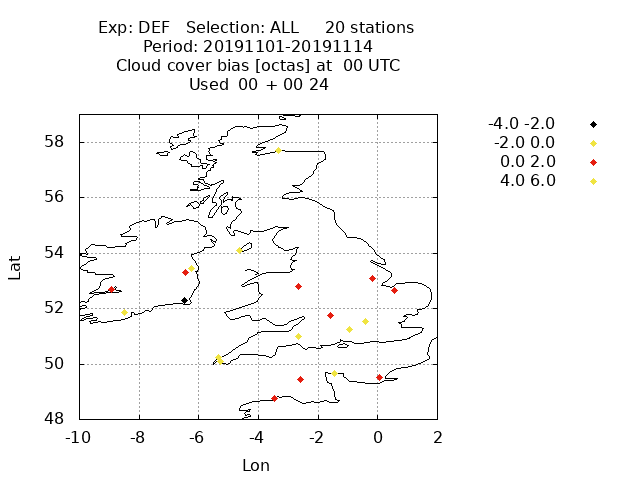 Exp: DEF   Selection: ALL     20 stations
Period: 20191101-20191114
Cloud cover bias [octas] at  00 UTC
Used  00 + 00 24
-4.0 -2.0
-2.0 0.0
0.0 2.0
4.0 6.0
58
56
54
52
50
48
Lat
-10 -8 -6 -4 -2 0 2
Lon